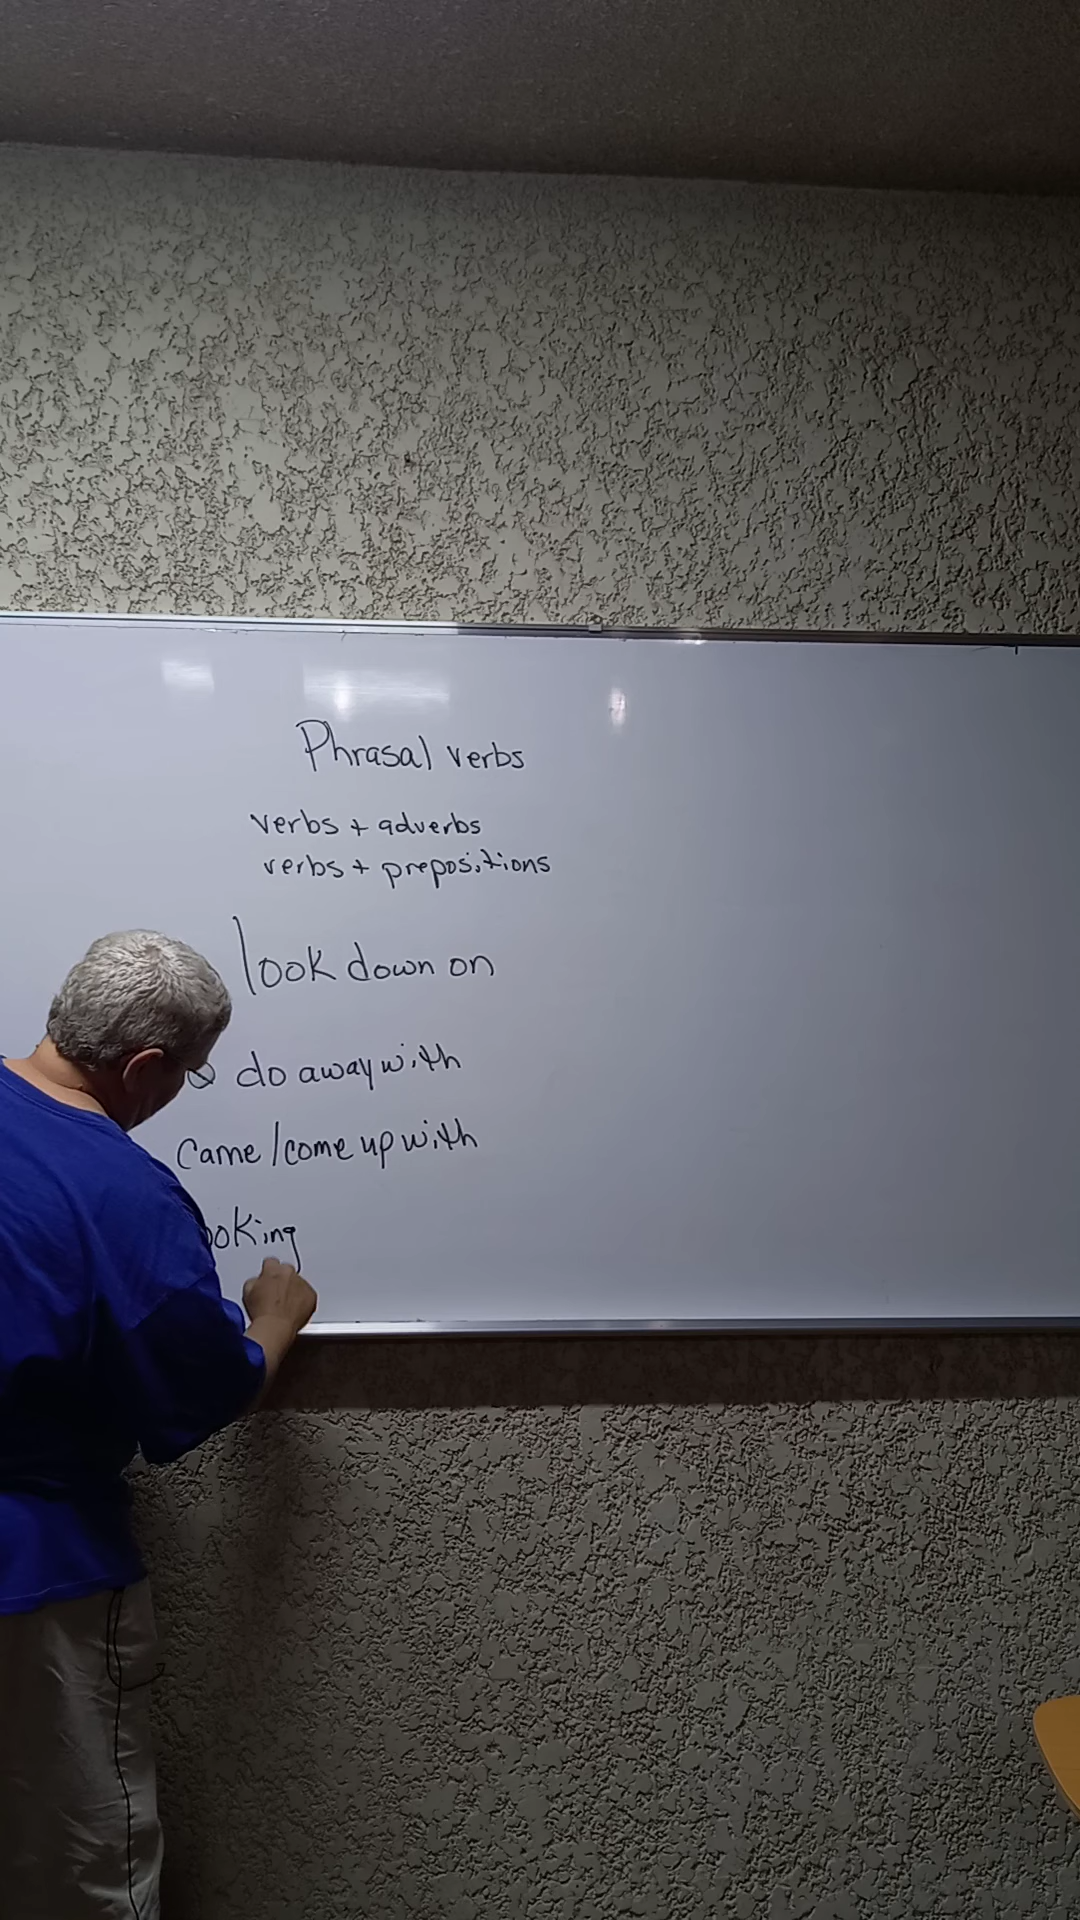 Phrasal verbs
verbs + adverbs
verbs + prepositions
look down on
do away with
came / come up with
ooking